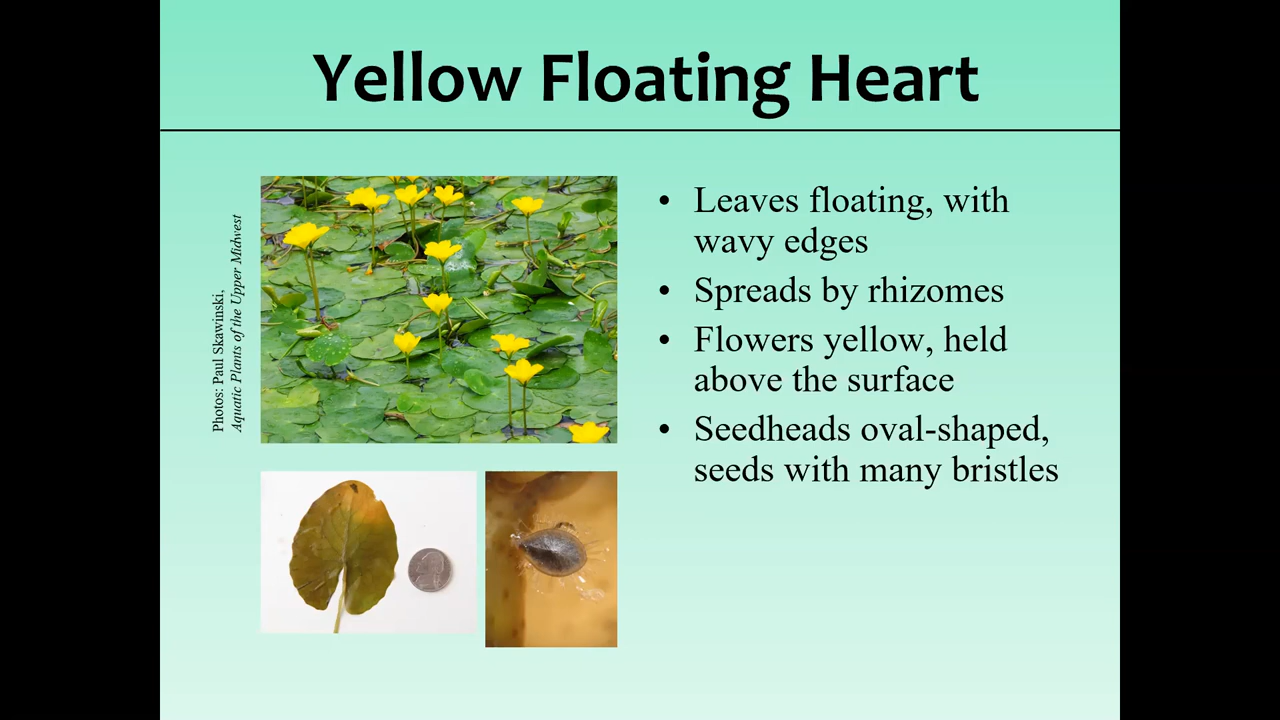 Yellow Floating Heart
Photos: Paul Skawinski,
Aquatic Plants of the Upper Midwest
• Leaves floating, with
wavy edges
• Spreads by rhizomes
• Flowers yellow, held
above the surface
• Seedheads oval-shaped,
seeds with many bristles